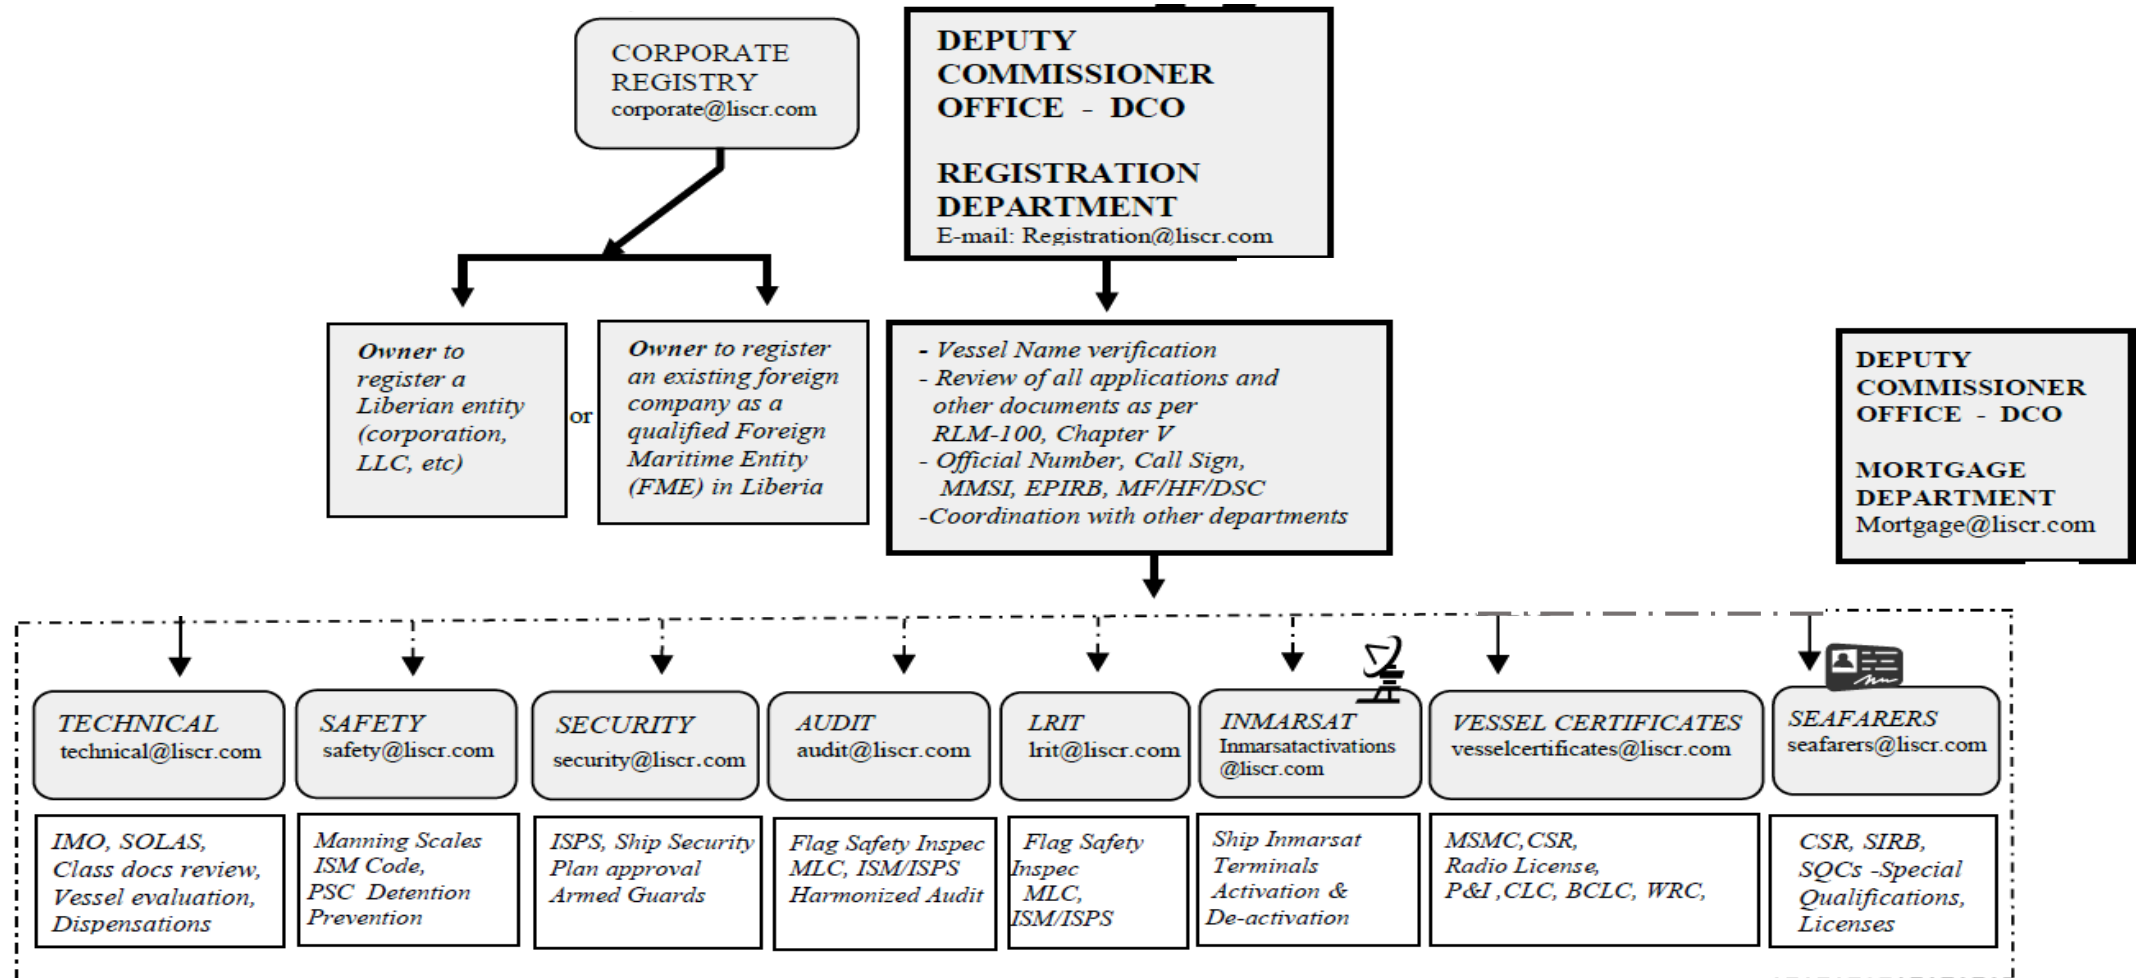 CORPORATE
REGISTRY
corporate@liscr.com
DEPUTY
COMMISSIONER
OFFICE - DCO
REGISTRATION
DEPARTMENT
E-mail: Registration@liscr.com
Owner to
register a
Liberian entity
(corporation,
LLC, etc)
or
Owner to register
an existing foreign
company as a
qualified Foreign
Maritime Entity
(FME) in Liberia
- Vessel Name verification
- Review of all applications and
other documents as per
RLM-100, Chapter V
- Official Number, Call Sign,
MMSI, EPIRB, MF/HF/DSC
-Coordination with other departments
DEPUTY
COMMISSIONER
OFFICE - DCO
MORTGAGE
DEPARTMENT
Mortgage@liscr.com
TECHNICAL
technical@liscr.com
SAFETY
safety@liscr.com
SECURITY
security@liscr.com
AUDIT
audit@liscr.com
LRIT
lrit@liscr.com
INMARSAT
Inmarsatactivations
@liscr.com
VESSEL CERTIFICATES
vesselcertificates@liscr.com
SEAFARERS
seafarers@liscr.com
IMO, SOLAS,
Class docs review,
Vessel evaluation,
Dispensations
Manning Scales
ISM Code,
PSC Detention
Prevention
ISPS, Ship Security
Plan approval
Armed Guards
Flag Safety Inspec
MLC, ISM/ISPS
Harmonized Audit
Flag Safety
Inspec
MLC,
ISM/ISPS
Ship Inmarsat
Terminals
Activation &
De-activation
MSMC,CSR,
Radio License,
P&I ,CLC, BCLC, WRC,
CSR, SIRB,
SQCs -Special
Qualifications,
Licenses